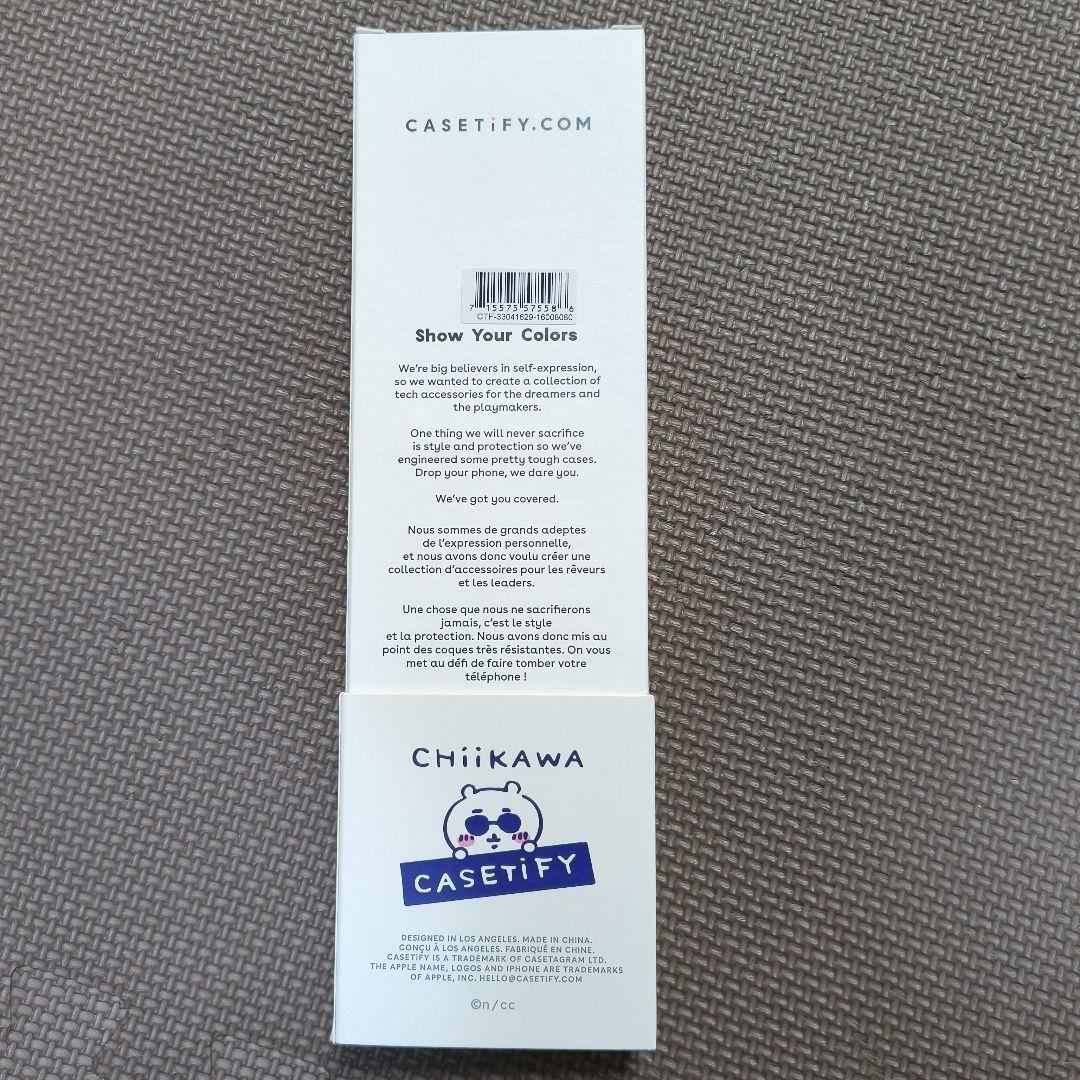 CASETiFY.COM
7 15575 57558 6
CTF-33041629-16008060
Show Your Colors
We're big believers in self-expression,
so we wanted to create a collection of
tech accessories for the dreamers and
the playmakers.
One thing we will never sacrifice
is style and protection so we've
engineered some pretty tough cases.
Drop your phone, we dare you.
We've got you covered.
Nous sommes de grands adeptes
de l'expression personnelle,
et nous avons donc voulu créer une
collection d'accessoires pour les rêveurs
et les leaders.
Une chose que nous ne sacrifierons
jamais, c'est le style
et la protection. Nous avons donc mis au
point des coques très résistantes. On vous
met au défi de faire tomber votre
téléphone !
CHiiKAWA
CASETiFY
DESIGNED IN LOS ANGELES. MADE IN CHINA.
CONÇU À LOS ANGELES. FABRIQUÉ EN CHINE.
CASETiFY IS A TRADEMARK OF CASETAGRAM LTD.
THE APPLE NAME, LOGOS AND IPHONE ARE TRADEMARKS
OF APPLE, INC. HELLO@CASETIFY.COM
©n/cc